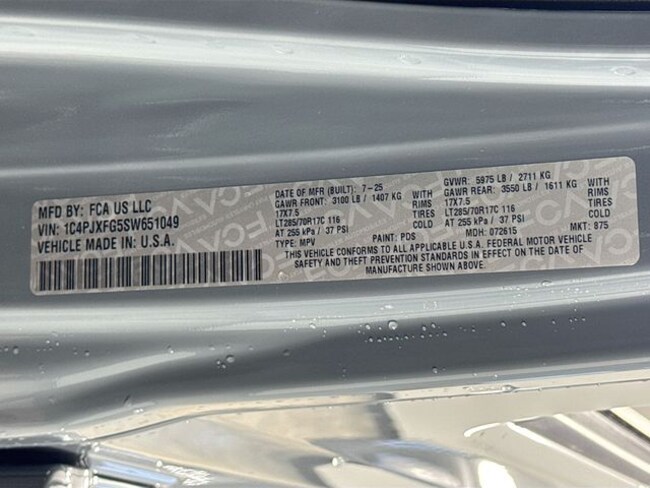 MFD BY: FCA US LLC
VIN: 1C4PJXFG5SW651049
VEHICLE MADE IN U.S.A.
DATE OF MFR (BUILT): 7-25 GVWR: 5975 LB / 2711 KG
GAWR FRONT: 3100 LB / 1407 KG WITH GAWR REAR: 3550 LB / 1611 KG WITH
17X7.5 RIMS 17X7.5 RIMS
LT285/70R17C 116 TIRES LT285/70R17C 116 TIRES
AT 255 kPa / 37 PSI COLD AT 255 kPa / 37 PSI COLD
TYPE: MPV PAINT: PDS MDH: 072615 MKT: 875
THIS VEHICLE CONFORMS TO ALL APPLICABLE U.S.A. FEDERAL MOTOR VEHICLE
SAFETY AND THEFT PREVENTION STANDARDS IN EFFECT ON THE DATE OF
MANUFACTURE SHOWN ABOVE.